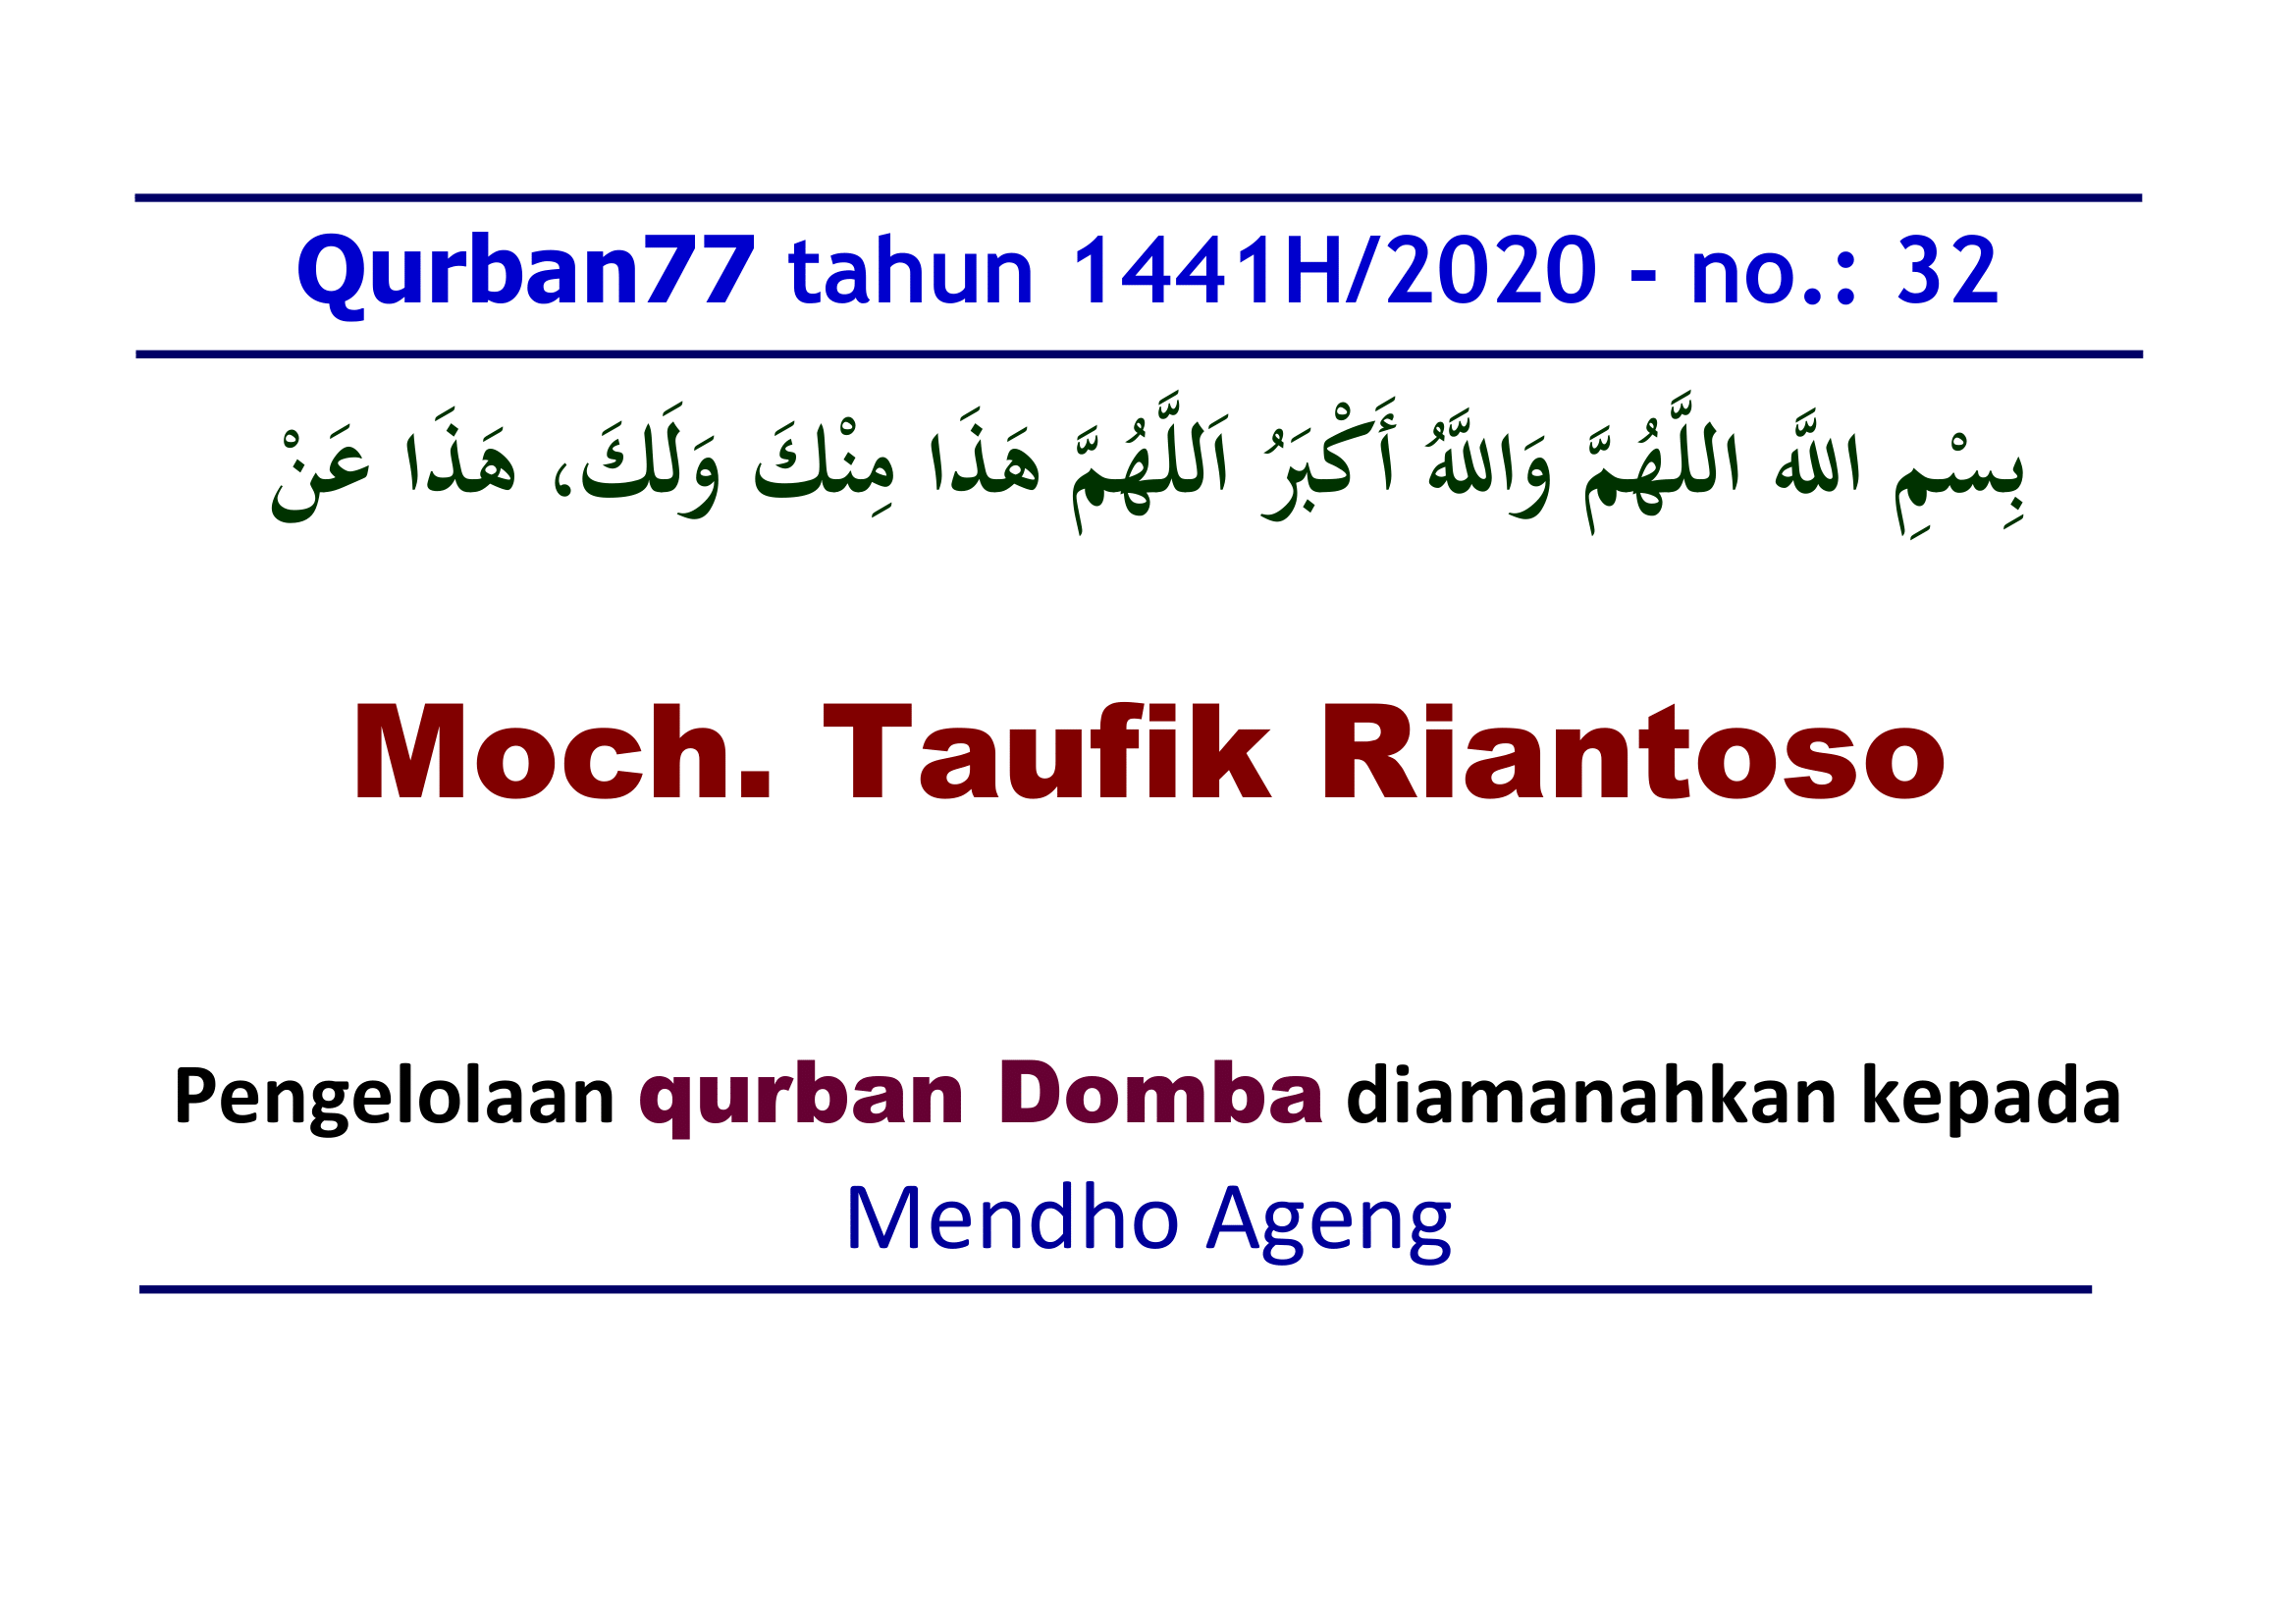 Qurban77 tahun 1441H/2020 - no.: 32
بِسْمِ اللَّه اَللَّهُمَّ وَاللَّهُ أَكْبَرُ اَللَّهُمَّ هَذَا مِنْكَ وَلَكَ، هَذَا عَنْ
Moch. Taufik Riantoso
Pengelolaan qurban Domba diamanahkan kepada
Mendho Ageng